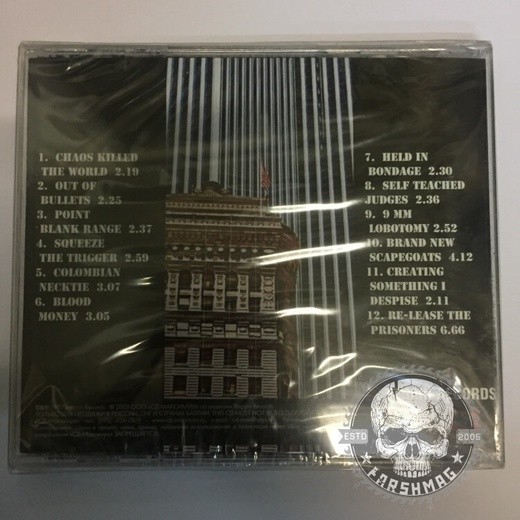 1. CHAOS KILLED
THE WORLD 2.19
2. OUT OF
BULLETS 2.25
3. POINT
BLANK RANGE 2.37
4. SQUEEZE
THE TRIGGER 2.59
5. COLOMBIAN
NECKTIE 3.07
6. BLOOD
MONEY 3.05
7. HELD IN
BONDAGE 2.30
8. SELF TEACHED
JUDGES 2.36
9. 9 MM
LOBOTOMY 2.52
10. BRAND NEW
SCAPEGOATS 4.12
11. CREATING
SOMETHING I
DESPISE 2.11
12. RE-LEASE THE
PRISONERS 6.66
ESTD 2005
FARSHMAG